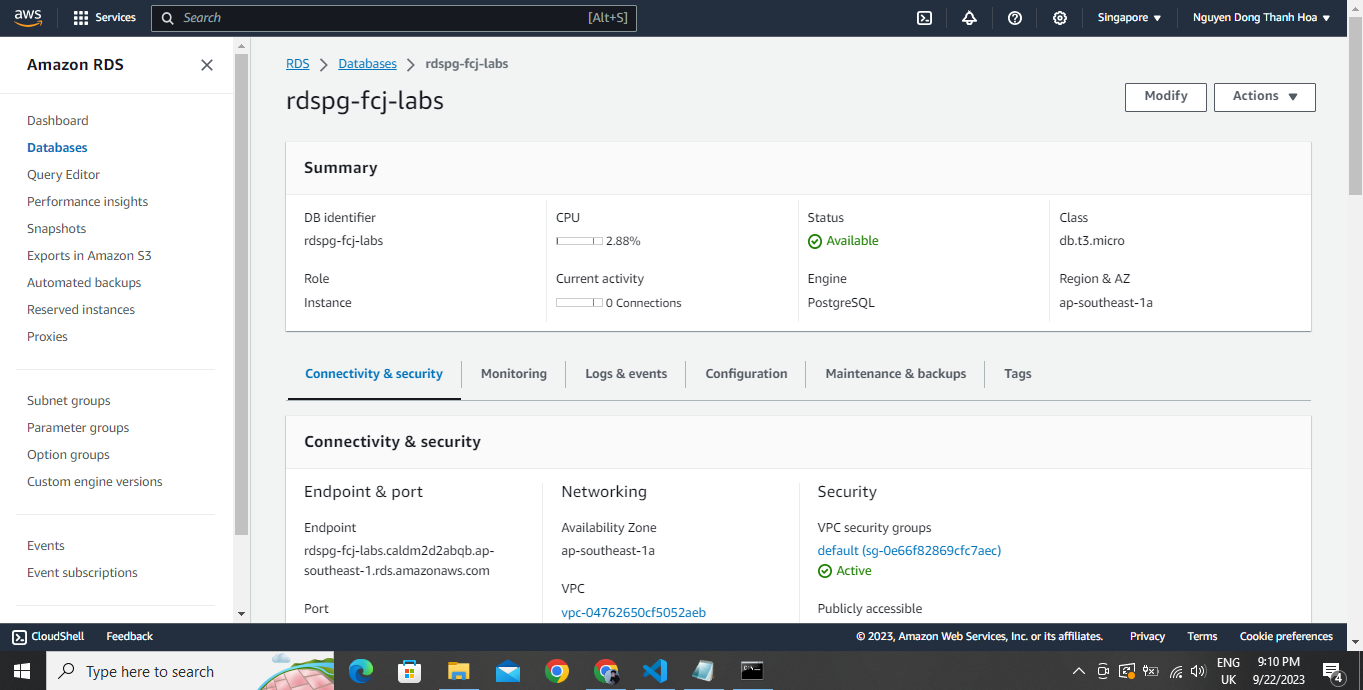 aws
Services
Search
[Alt+S]
Singapore
Nguyen Dong Thanh Hoa
Amazon RDS
Dashboard
Databases
Query Editor
Performance insights
Snapshots
Exports in Amazon S3
Automated backups
Reserved instances
Proxies
Subnet groups
Parameter groups
Option groups
Custom engine versions
Events
Event subscriptions
RDS
Databases
rdspg-fcj-labs
rdspg-fcj-labs
Modify
Actions
Summary
DB identifier
rdspg-fcj-labs
CPU
2.88%
Status
Available
Class
db.t3.micro
Role
Instance
Current activity
0 Connections
Engine
PostgreSQL
Region & AZ
ap-southeast-1a
Connectivity & security
Monitoring
Logs & events
Configuration
Maintenance & backups
Tags
Connectivity & security
Endpoint & port
Endpoint
rdspg-fcj-labs.caldm2d2abqb.ap-
southeast-1.rds.amazonaws.com
Port
Networking
Availability Zone
ap-southeast-1a
VPC
vpc-04762650cf5052aeb
Security
VPC security groups
default (sg-0e66f82869cfc7aec)
Active
Publicly accessible
CloudShell
Feedback
© 2023, Amazon Web Services, Inc. or its affiliates.
Privacy
Terms
Cookie preferences
Type here to search
ENG
UK
9:10 PM
9/22/2023
4